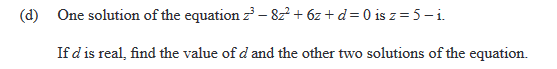 (d) One solution of the equation z³ – 8z² + 6z + d = 0 is z = 5 – i.
If d is real, find the value of d and the other two solutions of the equation.